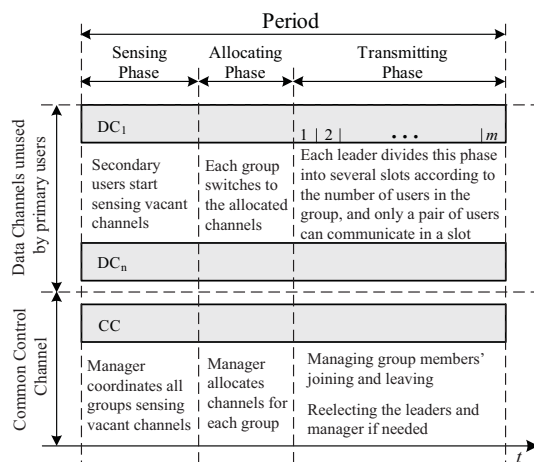 Period
Sensing
Phase
Allocating
Phase
Transmitting
Phase
Data Channels unused
by primary users
DC1
1 | 2 | • • • | m
Secondary
users start
sensing vacant
channels
Each group
switches to
the allocated
channels
Each leader divides this phase
into several slots according
to the number of users in the
group, and only a pair of users
can communicate in a slot
DCn
Common Control
Channel
CC
Manager
coordinates all
groups sensing
vacant channels
Manager
allocates
channels for
each group
Managing group members'
joining and leaving
Reelecting the leaders and
manager if needed
t